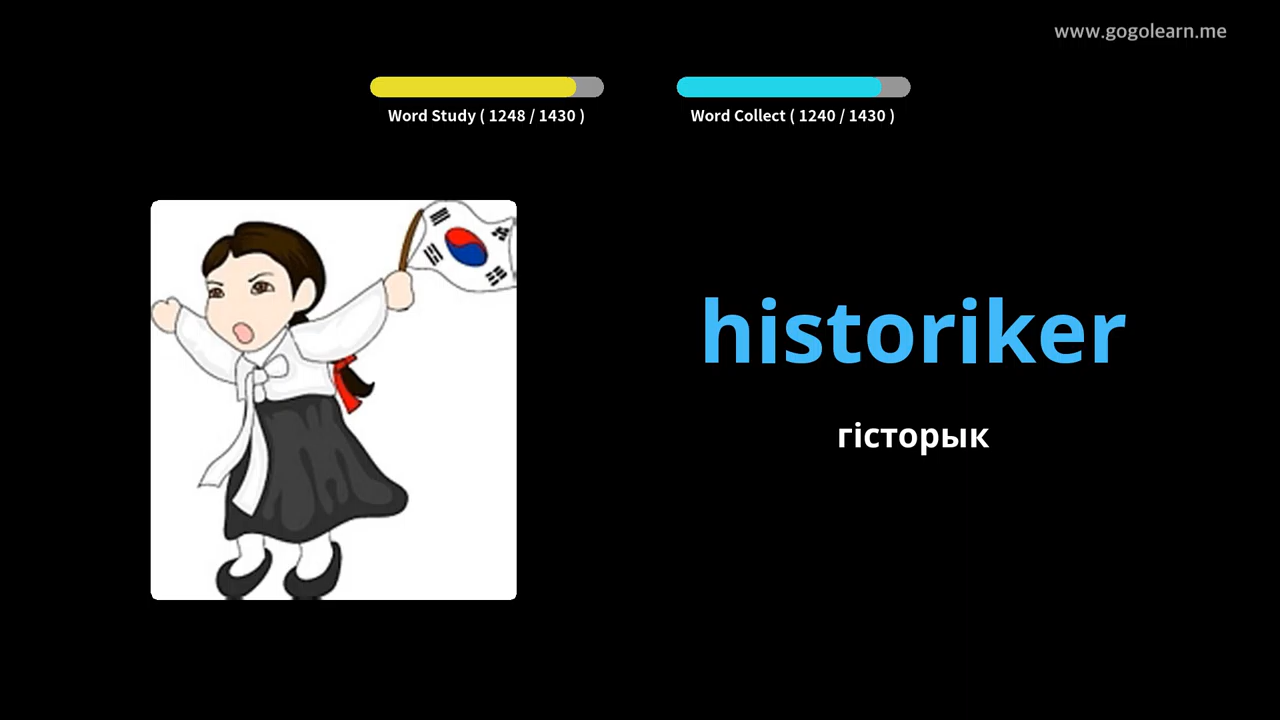 www.gogolearn.me
Word Study ( 1248 / 1430 )
Word Collect ( 1240 / 1430 )
historiker
гісторык